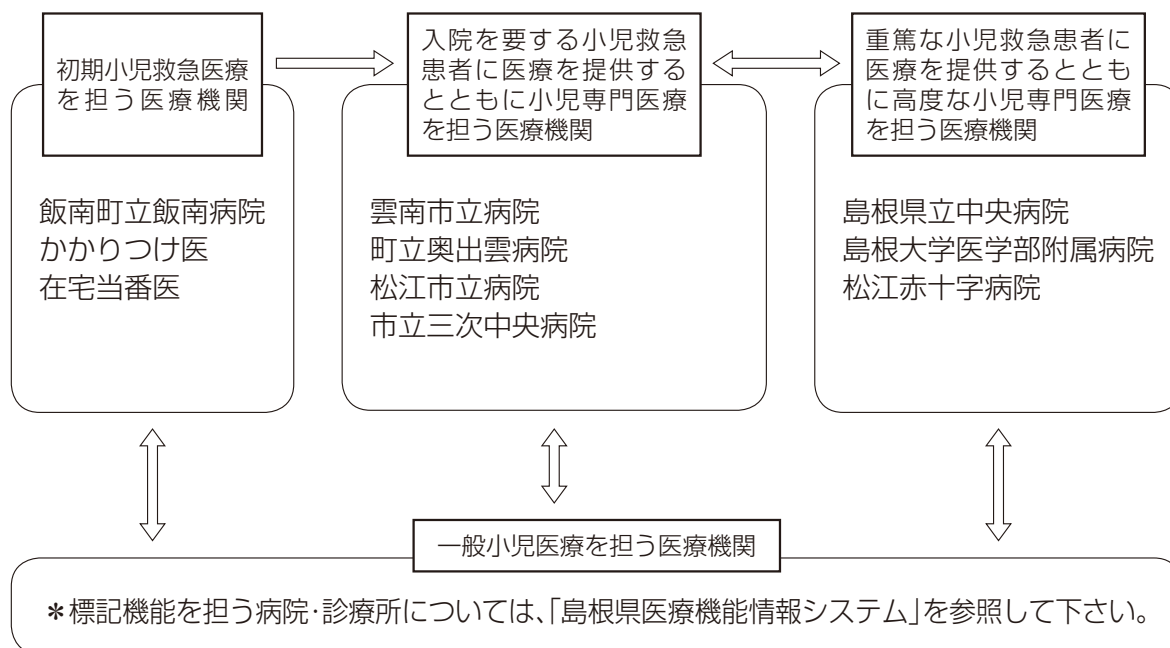 初期小児救急医療
を担う医療機関
飯南町立飯南病院
かかりつけ医
在宅当番医
入院を要する小児救急
患者に医療を提供する
とともに小児専門医療
を担う医療機関
雲南市立病院
町立奥出雲病院
松江市立病院
市立三次中央病院
重篤な小児救急患者に
医療を提供するととも
に高度な小児専門医療
を担う医療機関
島根県立中央病院
島根大学医学部附属病院
松江赤十字病院
一般小児医療を担う医療機関
＊標記機能を担う病院・診療所については、「島根県医療機能情報システム」を参照して下さい。